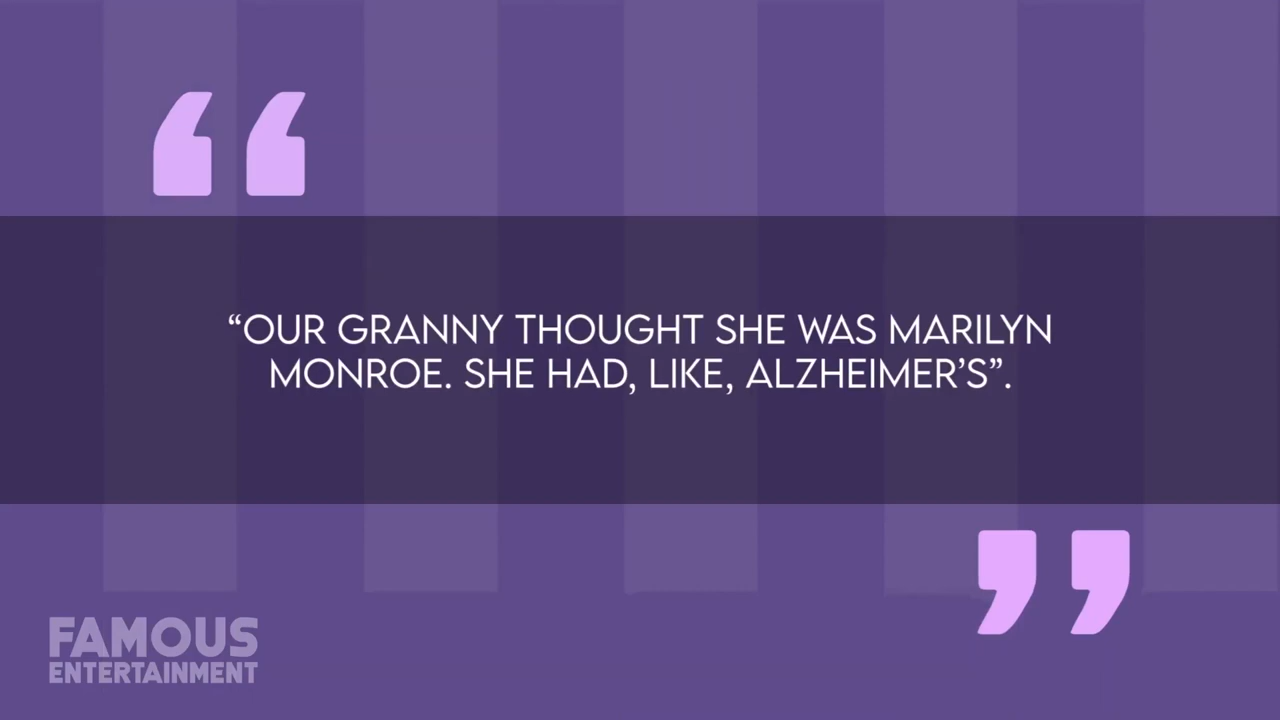 “OUR GRANNY THOUGHT SHE WAS MARILYN
MONROE. SHE HAD, LIKE, ALZHEIMER’S”.
FAMOUS
ENTERTAINMENT